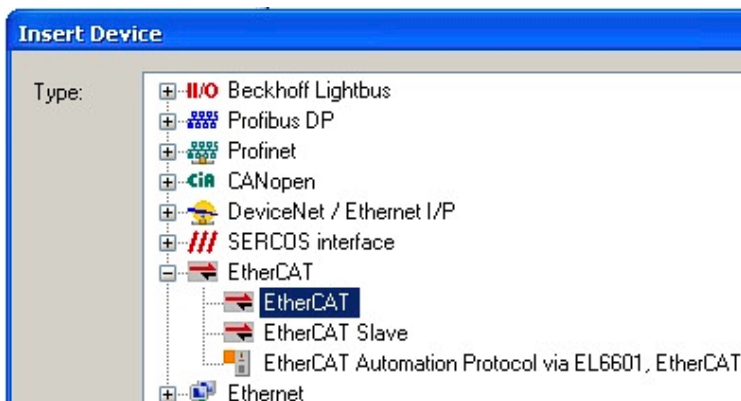 Insert Device
Type:
II/O Beckhoff Lightbus
Profibus DP
Profinet
CiA CANopen
DeviceNet / Ethernet I/P
SERCOS interface
EtherCAT
EtherCAT
EtherCAT Slave
EtherCAT Automation Protocol via EL6601, EtherCAT
Ethernet